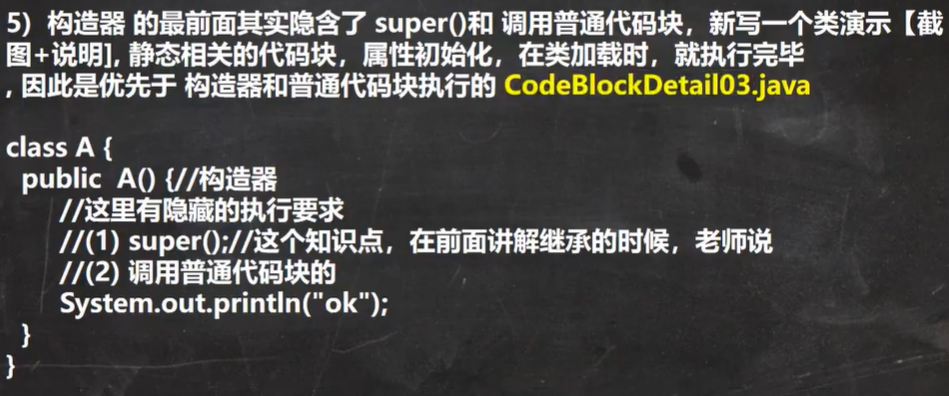 5) 构造器 的最前面其实隐含了 super()和 调用普通代码块，新写一个类演示【截
图+说明], 静态相关的代码块，属性初始化，在类加载时，就执行完毕
, 因此是优先于 构造器和普通代码块执行的 CodeBlockDetail03.java
class A {
public A() {//构造器
//这里有隐藏的执行要求
//(1) super();//这个知识点，在前面讲解继承的时候，老师说
//(2) 调用普通代码块的
System.out.println("ok");
}
}